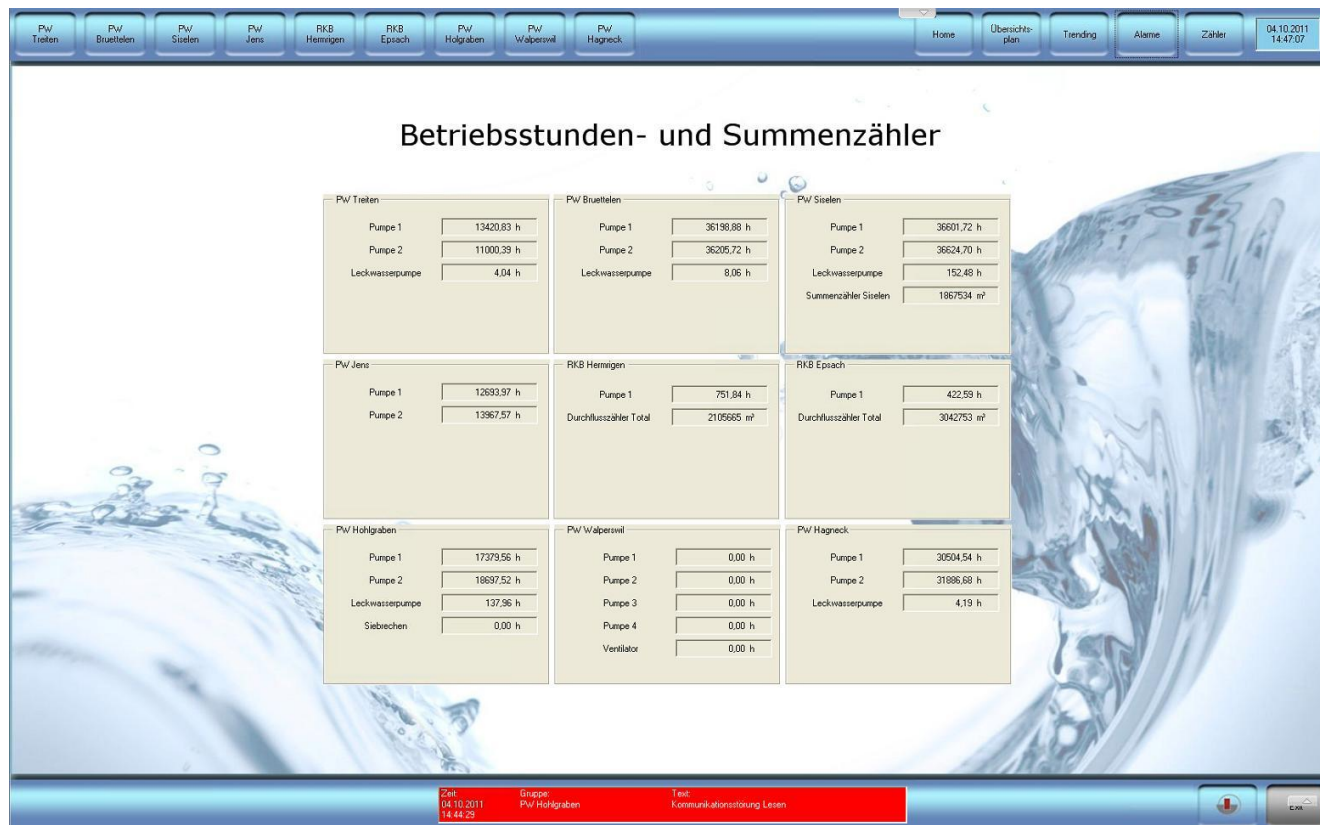 PW Treiten
PW Bruettelen
PW Siselen
PW Jens
RKB Hermrigen
RKB Epsach
PW Holgraben
PW Walperswil
PW Hagneck
Home
Übersichts-
plan
Trending
Alarme
Zähler
04.10.2011
14:47:07
Betriebsstunden- und Summenzähler
PW Treiten
Pumpe 1 13420,83 h
Pumpe 2 11000,39 h
Leckwasserpumpe 4,04 h
PW Bruettelen
Pumpe 1 36198,88 h
Pumpe 2 36205,72 h
Leckwasserpumpe 8,06 h
PW Siselen
Pumpe 1 36601,72 h
Pumpe 2 36624,70 h
Leckwasserpumpe 152,48 h
Summenzähler Siselen 1867534 m³
PW Jens
Pumpe 1 12693,97 h
Pumpe 2 13967,57 h
RKB Hermrigen
Pumpe 1 751,84 h
Durchflusszähler Total 2105665 m³
RKB Epsach
Pumpe 1 422,59 h
Durchflusszähler Total 3042753 m³
PW Hohlgraben
Pumpe 1 17379,56 h
Pumpe 2 18697,52 h
Leckwasserpumpe 137,96 h
Siebrechen 0,00 h
PW Walperswil
Pumpe 1 0,00 h
Pumpe 2 0,00 h
Pumpe 3 0,00 h
Pumpe 4 0,00 h
Ventilator 0,00 h
PW Hagneck
Pumpe 1 30504,54 h
Pumpe 2 31886,68 h
Leckwasserpumpe 4,19 h
Zeit: Gruppe: Text:
04.10.2011 PW Hohlgraben Kommunikationsstörung Lesen
14:44:29
Exit